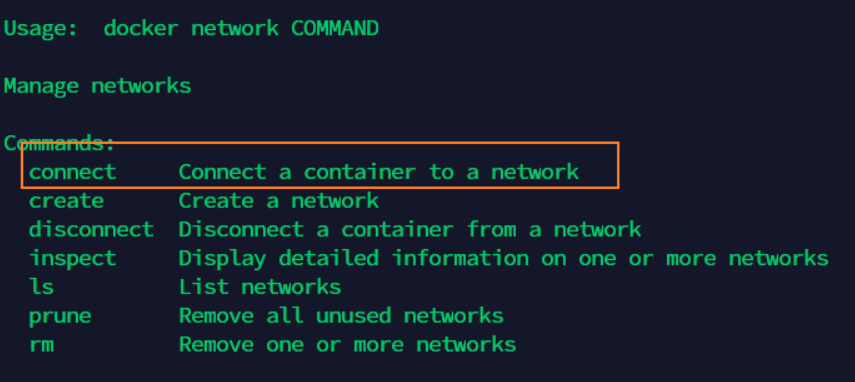 Usage:  docker network COMMAND
Manage networks
Commands:
connect     Connect a container to a network
create      Create a network
disconnect  Disconnect a container from a network
inspect     Display detailed information on one or more networks
ls          List networks
prune       Remove all unused networks
rm          Remove one or more networks